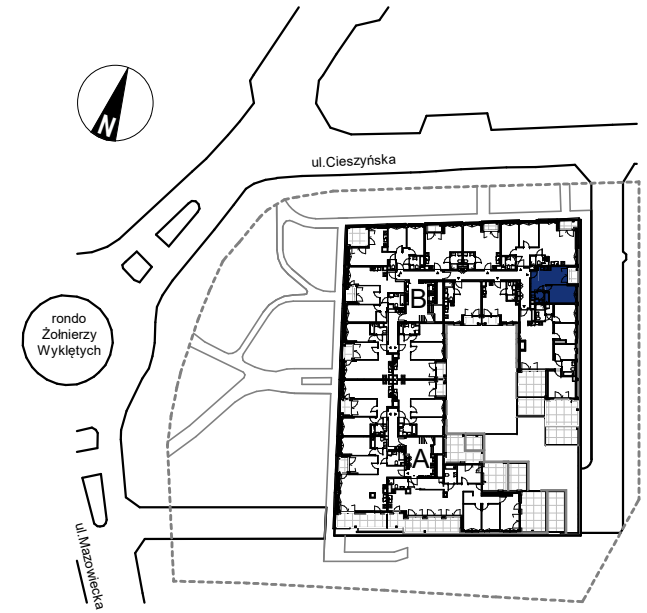 N
ul.Cieszyńska
B
rondo
Żołnierzy
Wyklętych
A
ul.Mazowiecka